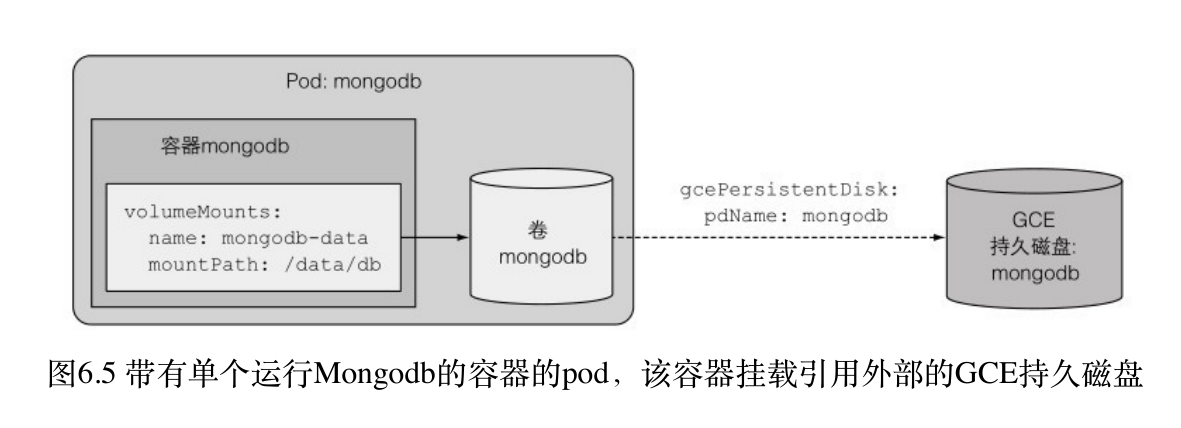 Pod: mongodb
容器mongodb
volumeMounts:
name: mongodb-data
mountPath: /data/db
卷
mongodb
gcePersistentDisk:
pdName: mongodb
GCE
持久磁盘:
mongodb
图6.5 带有单个运行Mongodb的容器的pod，该容器挂载引用外部的GCE持久磁盘